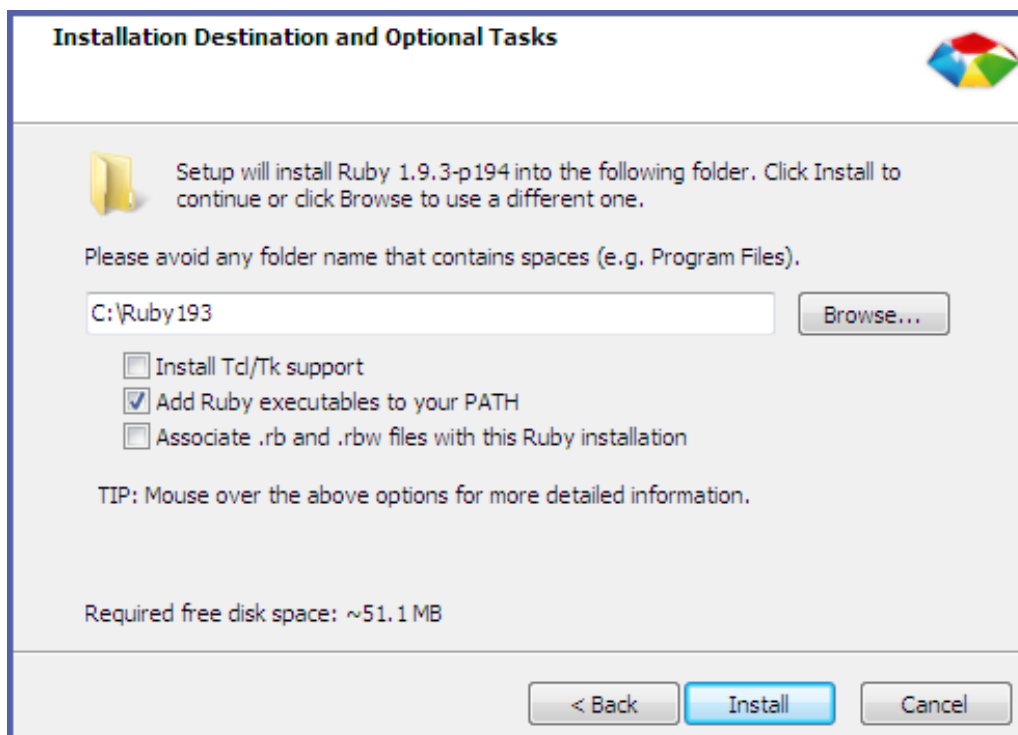 Installation Destination and Optional Tasks
Setup will install Ruby 1.9.3-p194 into the following folder. Click Install to
continue or click Browse to use a different one.
Please avoid any folder name that contains spaces (e.g. Program Files).
C:\Ruby193
Browse...
Install Tcl/Tk support
Add Ruby executables to your PATH
Associate .rb and .rbw files with this Ruby installation
TIP: Mouse over the above options for more detailed information.
Required free disk space: ~51.1 MB
< Back Install Cancel